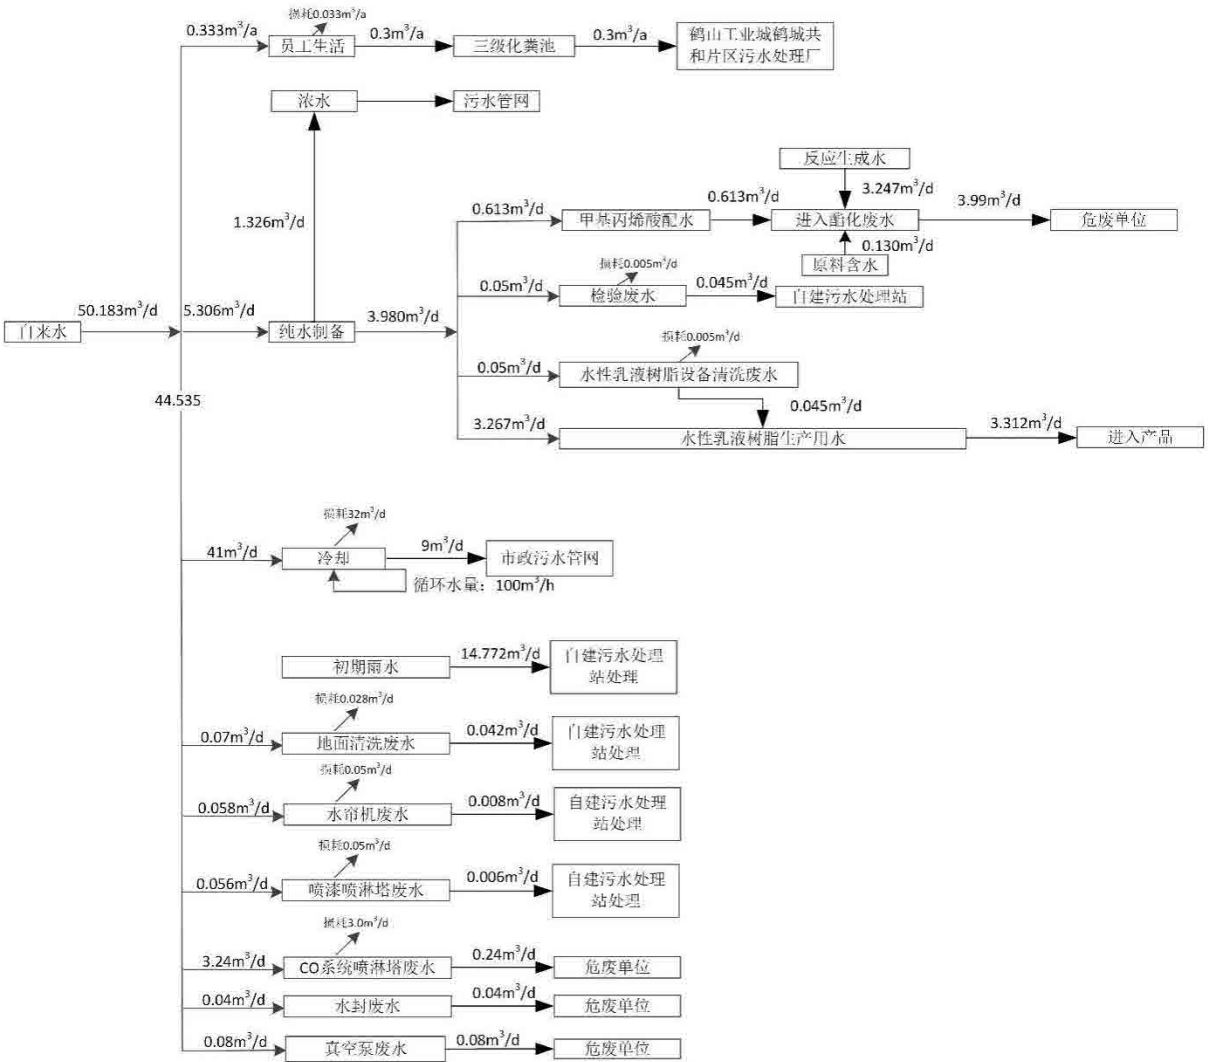 损耗0.033m³/a
0.333m³/a
员工生活
0.3m³/a
三级化粪池
0.3m³/a
鹤山工业城鹤城共
和片区污水处理厂
浓水
污水管网
1.326m³/d
反应生成水
3.247m³/d
0.613m³/d
甲基丙烯酸配水
0.613m³/d
进入酯化废水
3.99m³/d
危废单位
0.130m³/d
原料含水
损耗0.005m³/d
0.05m³/d
检验废水
0.045m³/d
自建污水处理站
自来水
50.183m³/d
5.306m³/d
纯水制备
3.980m³/d
损耗0.005m³/d
0.05m³/d
水性乳液树脂设备清洗废水
0.045m³/d
44.535
3.267m³/d
水性乳液树脂生产用水
3.312m³/d
进入产品
损耗32m³/d
41m³/d
冷却
9m³/d
市政污水管网
循环水量：100m³/h
初期雨水
14.772m³/d
自建污水处理
站处理
损耗0.028m³/d
0.07m³/d
地面清洗废水
0.042m³/d
自建污水处理
站处理
损耗0.05m³/d
0.058m³/d
水帘机废水
0.008m³/d
自建污水处理
站处理
损耗0.05m³/d
0.056m³/d
喷漆喷淋塔废水
0.006m³/d
自建污水处理
站处理
损耗3.0m³/d
3.24m³/d
CO系统喷淋塔废水
0.24m³/d
危废单位
0.04m³/d
水封废水
0.04m³/d
危废单位
0.08m³/d
真空泵废水
0.08m³/d
危废单位